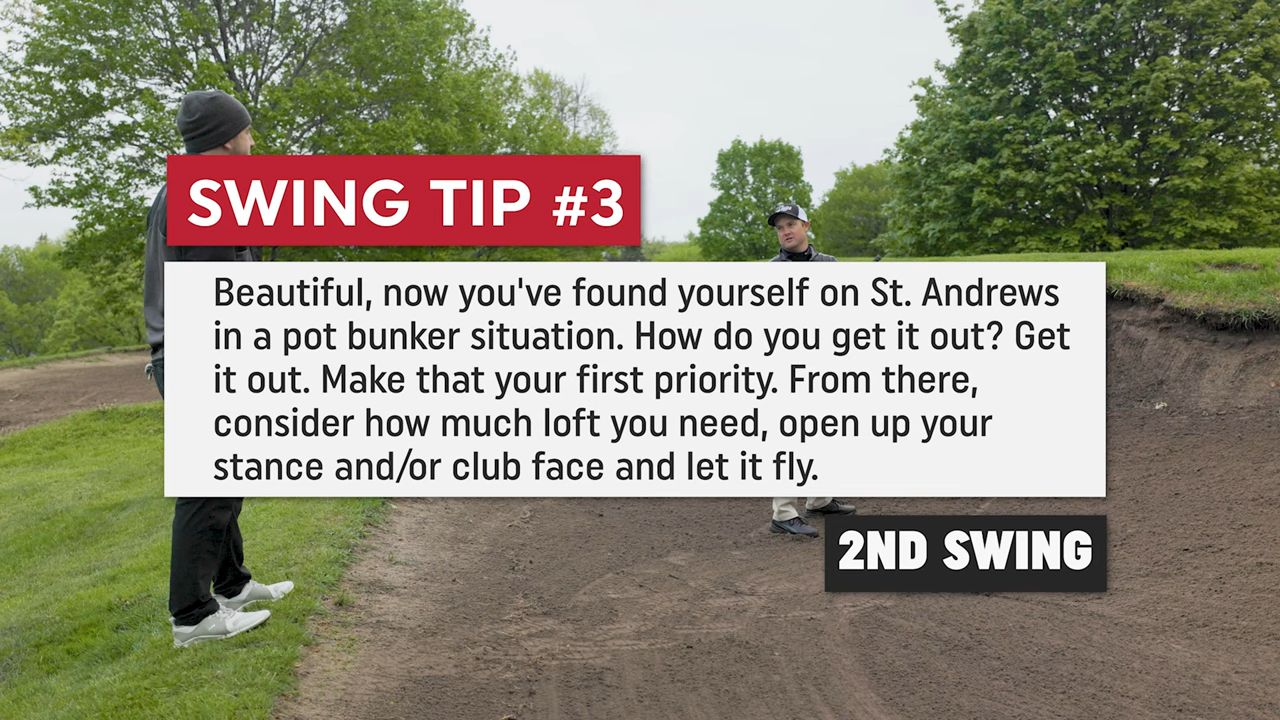 SWING TIP #3
Beautiful, now you've found yourself on St. Andrews
in a pot bunker situation. How do you get it out? Get
it out. Make that your first priority. From there,
consider how much loft you need, open up your
stance and/or club face and let it fly.
2ND SWING